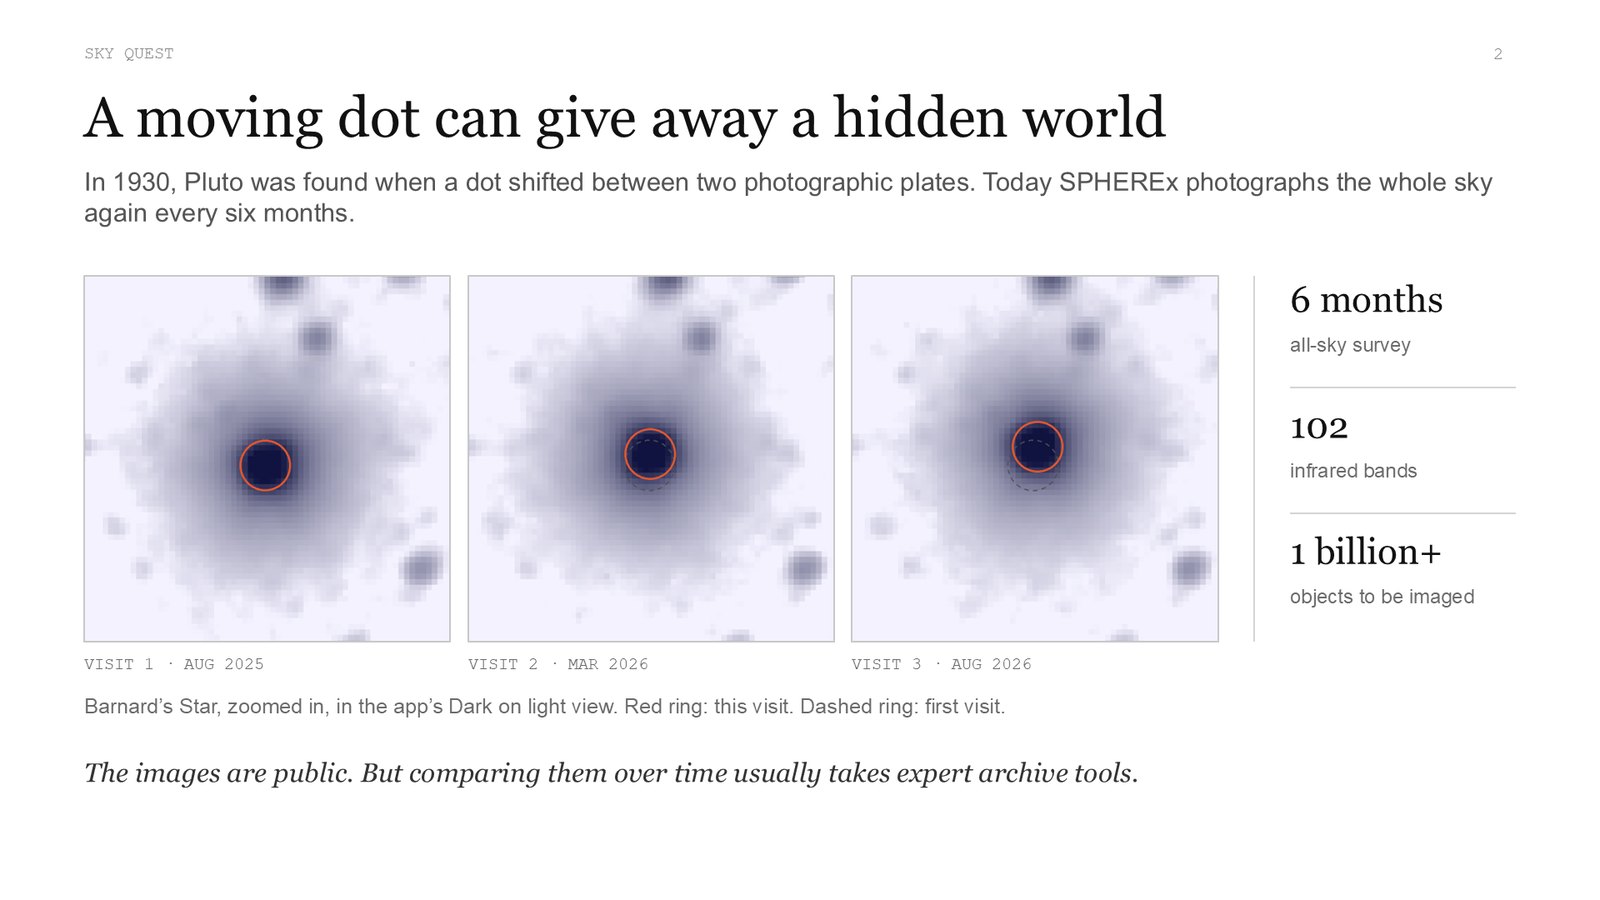 SKY QUEST
2
A moving dot can give away a hidden world
In 1930, Pluto was found when a dot shifted between two photographic plates. Today SPHEREx photographs the whole sky
again every six months.
6 months
all-sky survey
102
infrared bands
1 billion+
objects to be imaged
VISIT 1 · AUG 2025
VISIT 2 · MAR 2026
VISIT 3 · AUG 2026
Barnard’s Star, zoomed in, in the app’s Dark on light view. Red ring: this visit. Dashed ring: first visit.
The images are public. But comparing them over time usually takes expert archive tools.